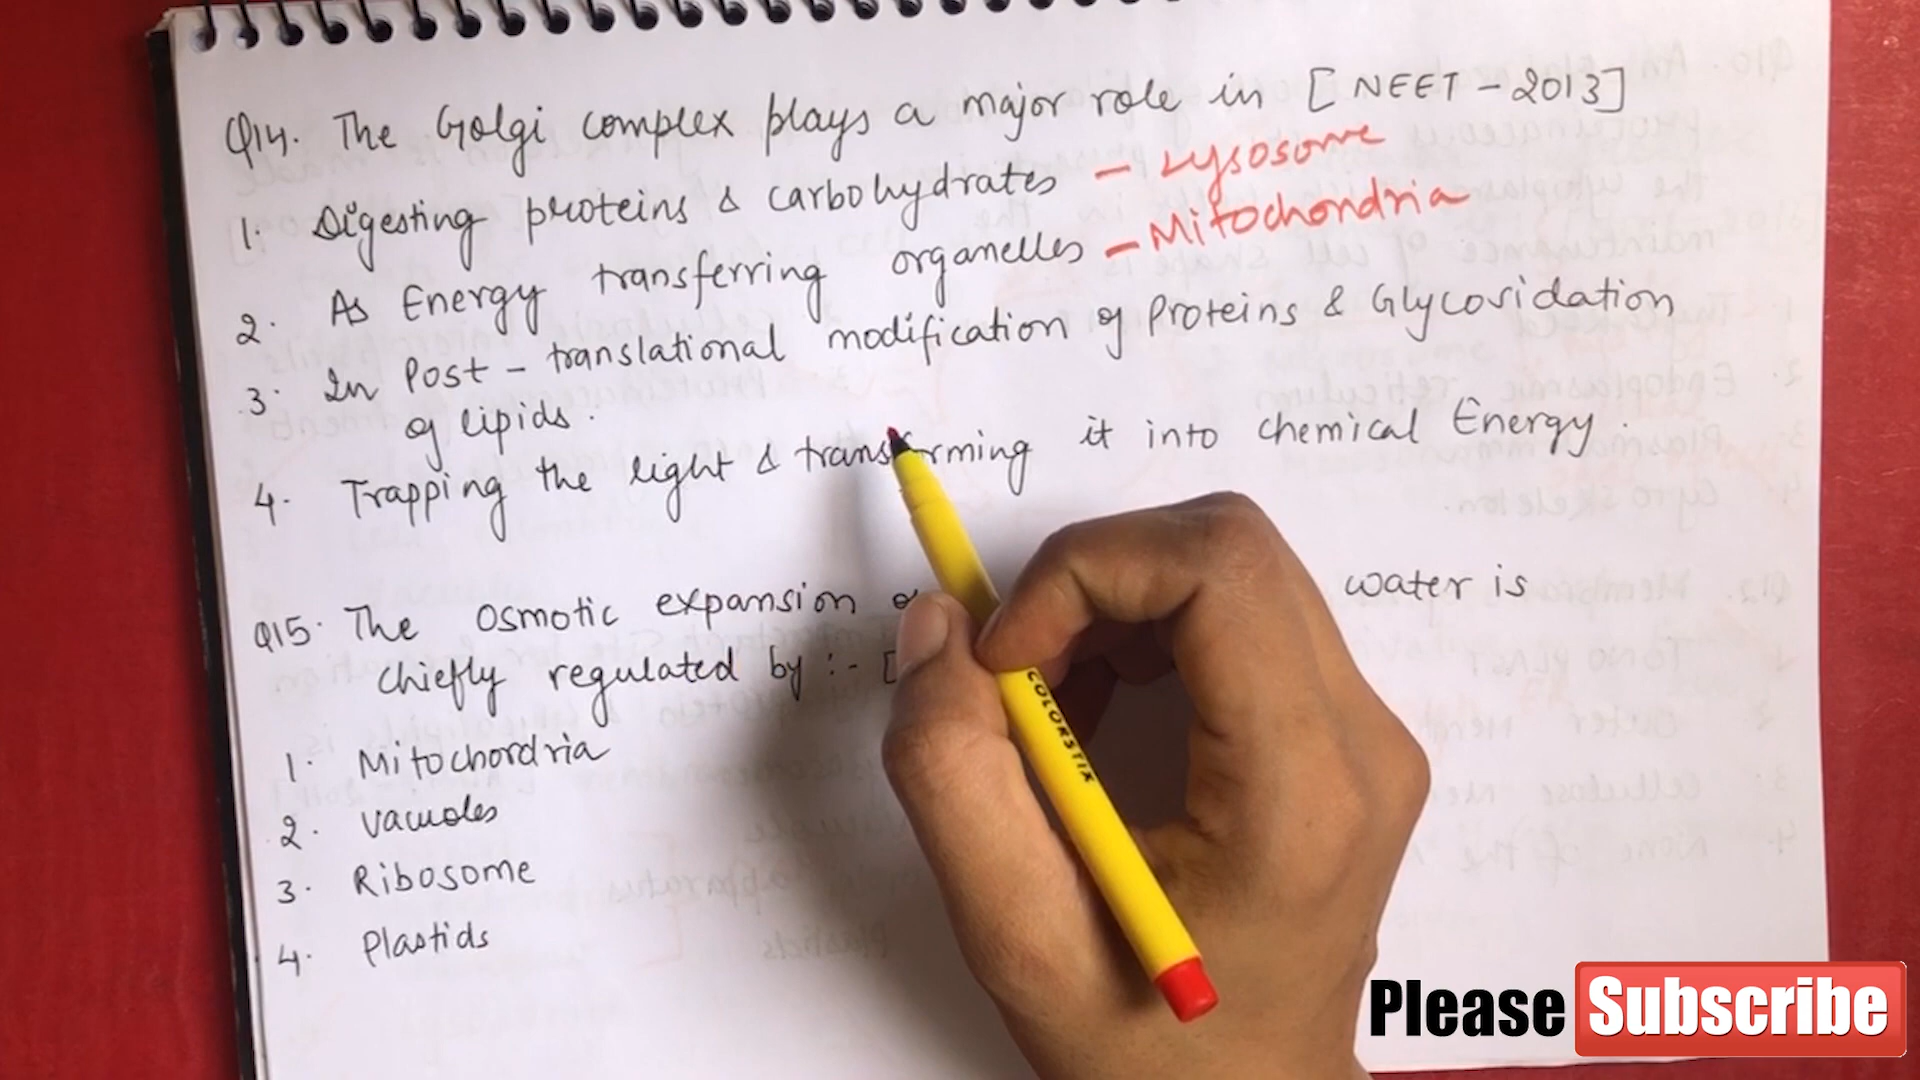 Q14. The Golgi complex plays a major role in [NEET - 2013]
1. Digesting proteins & carbohydrates - Lysosome
2. As Energy transferring organelles - Mitochondria
3. In Post - translational modification of Proteins & Glycosidation
of lipids.
4. Trapping the light & transforming it into chemical Energy.
Q15. The Osmotic expansion water is
chiefly regulated by :- [
1. Mitochondria
2. Vacuoles
3. Ribosome
4. Plastids
COLORSTIX
Please Subscribe